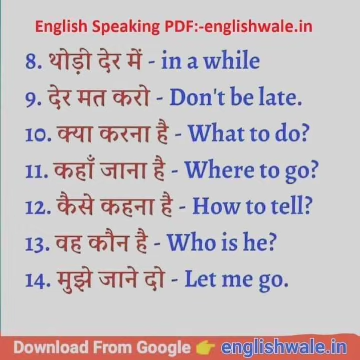 English Speaking PDF:-englishwale.in
8. थोड़ी देर में - in a while
9. देर मत करो - Don't be late.
10. क्या करना है - What to do?
11. कहाँ जाना है - Where to go?
12. कैसे कहना है - How to tell?
13. वह कौन है - Who is he?
14. मुझे जाने दो - Let me go.
Download From Google 👉 englishwale.in